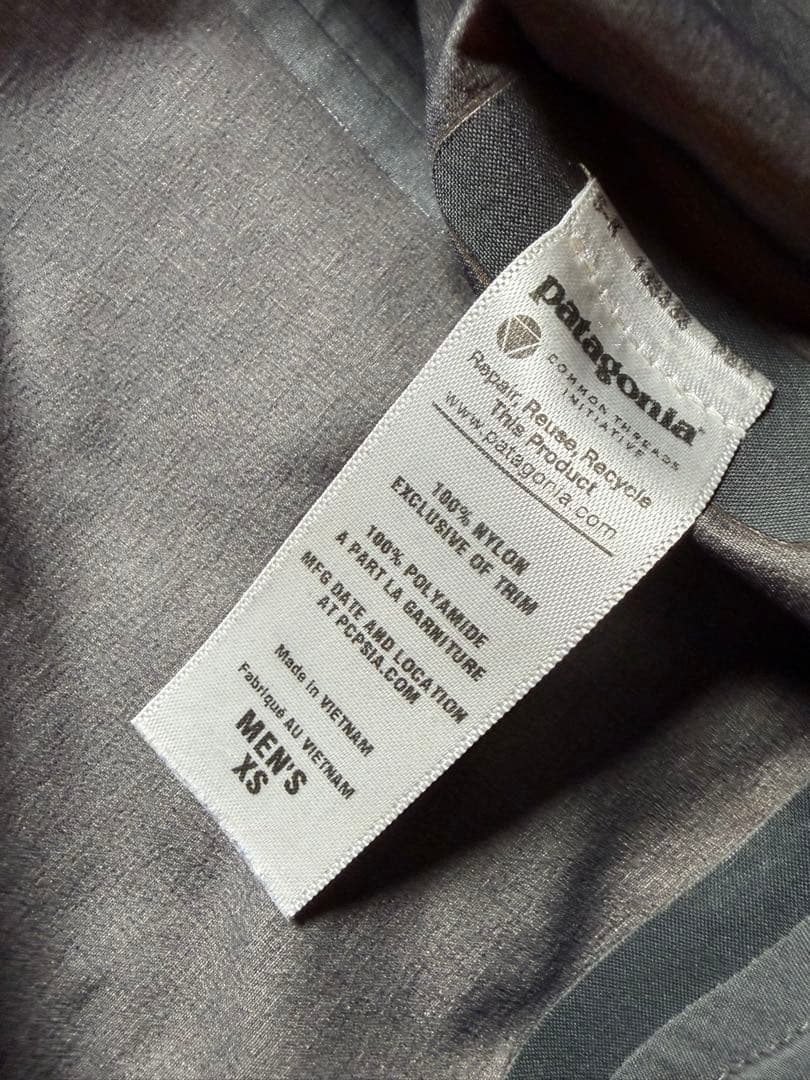 patagonia®
COMMON THREADS
INITIATIVE
Repair, Reuse, Recycle
This Product
www.patagonia.com
100% NYLON
EXCLUSIVE OF TRIM
100% POLYAMIDE
A PART LA GARNITURE
MFG DATE AND LOCATION
AT PCPSIA.COM
Made in VIETNAM
Fabriqué AU VIETNAM
MEN'S
XS